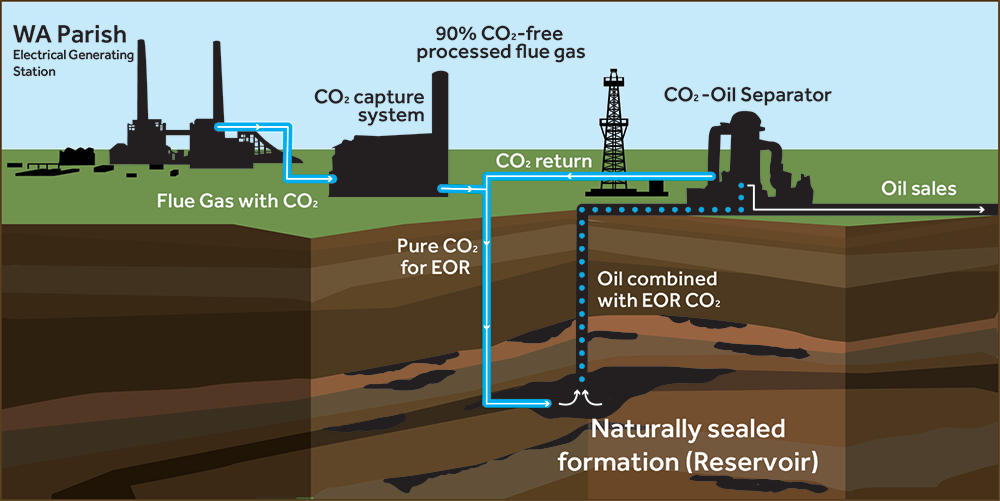 WA Parish
Electrical Generating
Station
90% CO₂-free
processed flue gas
CO₂ capture
system
CO₂-Oil Separator
CO₂ return
Flue Gas with CO₂
Oil sales
Pure CO₂
for EOR
Oil combined
with EOR CO₂
Naturally sealed
formation (Reservoir)